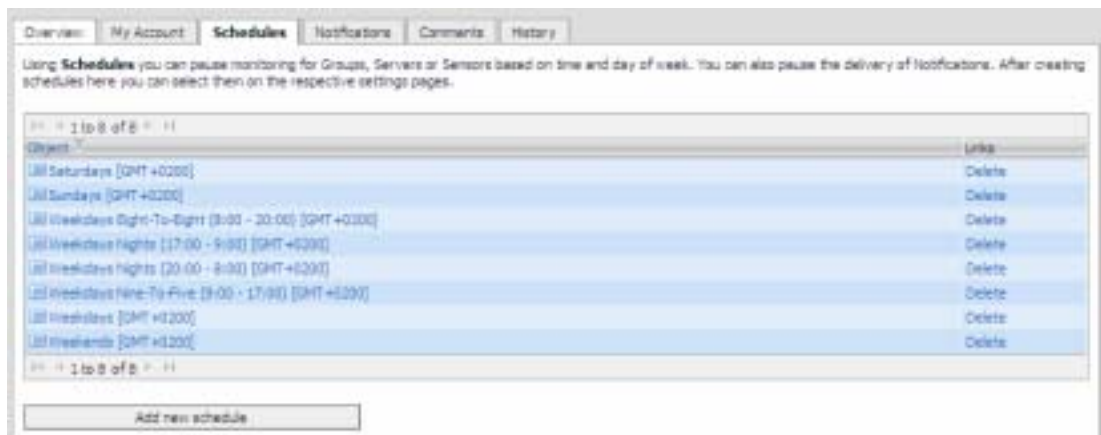 Overview My Account Schedules Notifications Comments History
Using Schedules you can pause monitoring for Groups, Servers or Sensors based on time and day of week. You can also pause the delivery of Notifications. After creating
schedules here you can select them on the respective settings pages.
1 to 8 of 8
Object Links
Saturdays [GMT +0200] Delete
Sundays [GMT +0200] Delete
Weekdays Eight-To-Eight (8:00 - 20:00) [GMT +0200] Delete
Weekdays Nights (17:00 - 9:00) [GMT +0200] Delete
Weekdays Nights (20:00 - 8:00) [GMT +0200] Delete
Weekdays Nine-To-Five (9:00 - 17:00) [GMT +0200] Delete
Weekdays [GMT +0200] Delete
Weekends [GMT +0200] Delete
1 to 8 of 8
Add new schedule